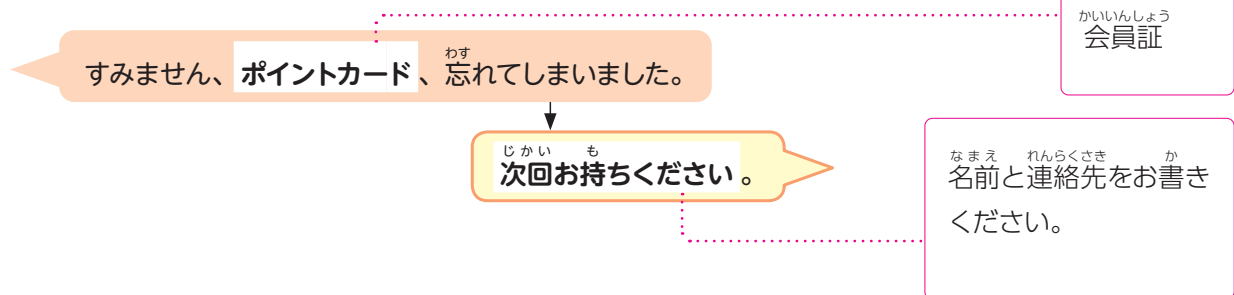 すみません、ポイントカード、忘れてしまいました。
わす
会員証
かいいんしょう
次回お持ちください。
じかい も
名前と連絡先をお書き
なまえ れんらくさき か
ください。